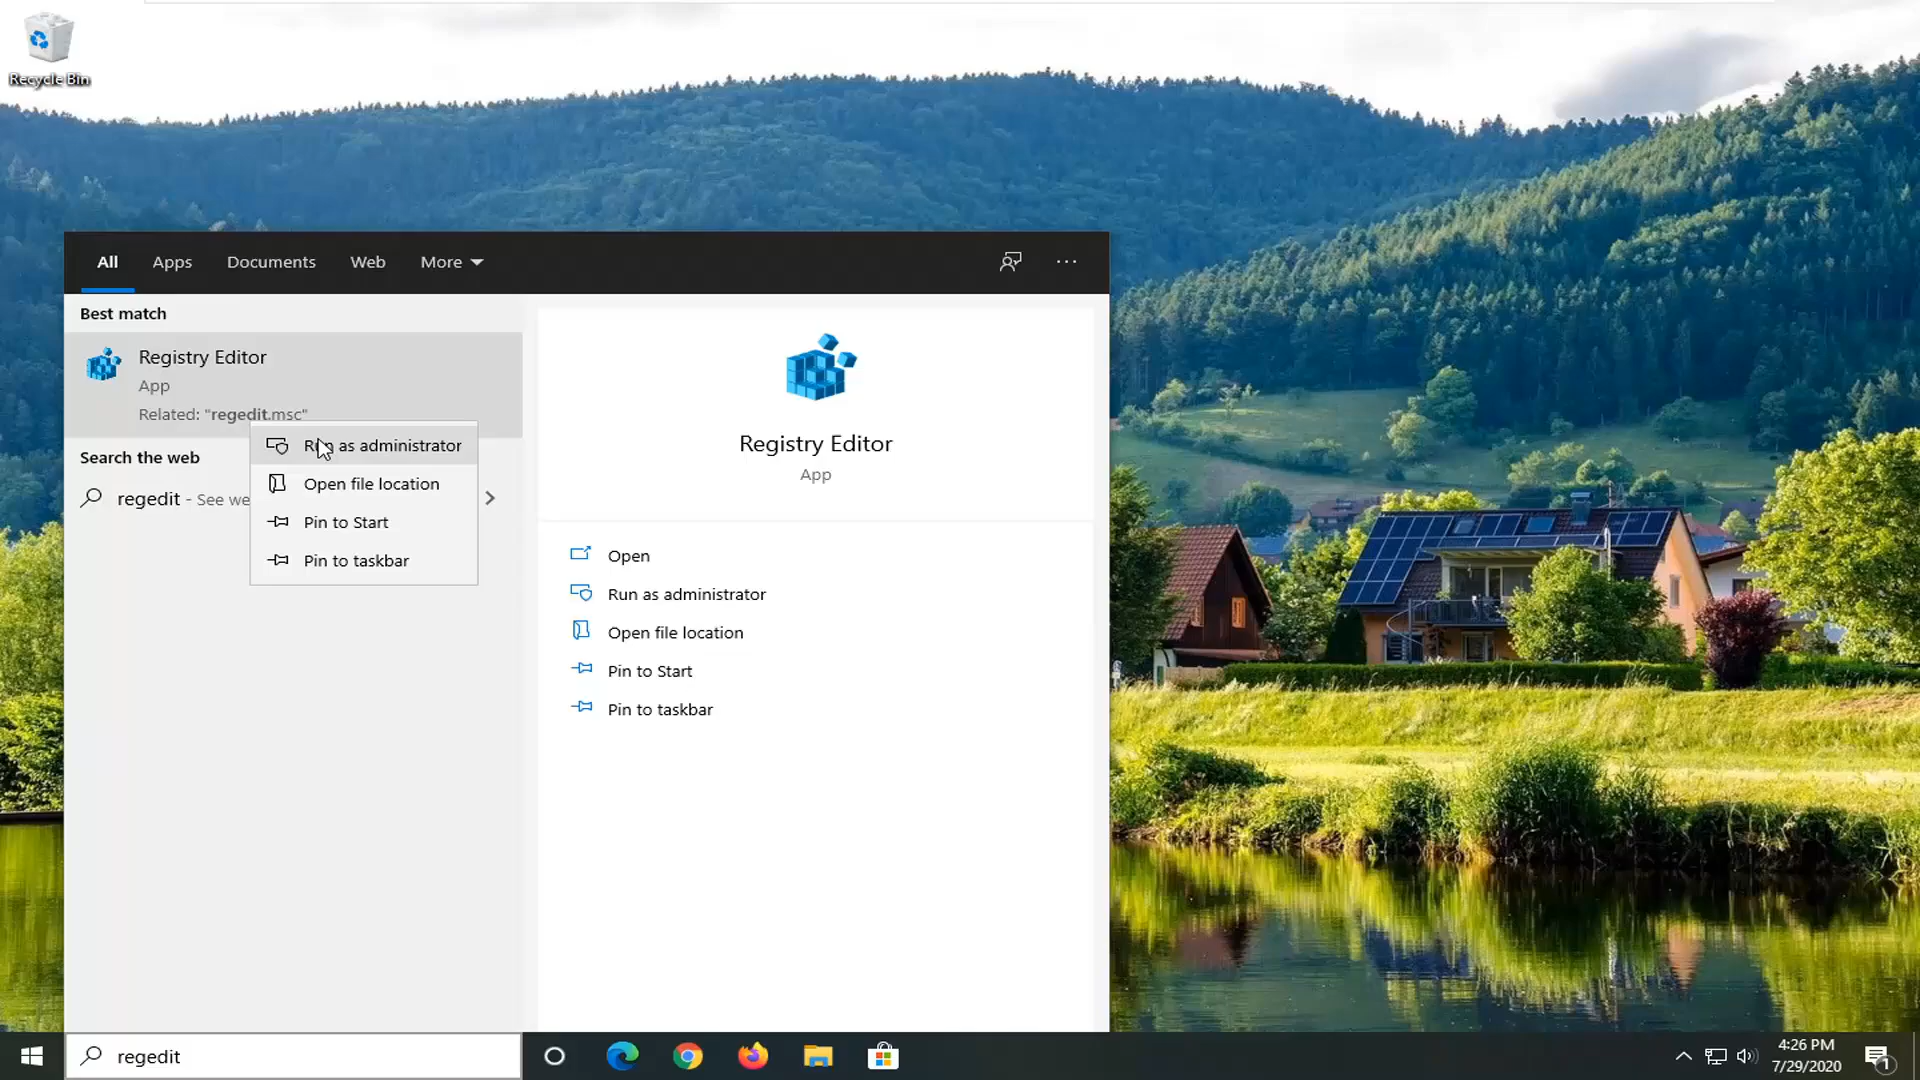 Recycle Bin
All Apps Documents Web More
Best match
Registry Editor
App
Related: "regedit.msc"
Search the web
regedit - See we
Run as administrator
Open file location
Pin to Start
Pin to taskbar
Registry Editor
App
Open
Run as administrator
Open file location
Pin to Start
Pin to taskbar
regedit
4:26 PM
7/29/2020
1